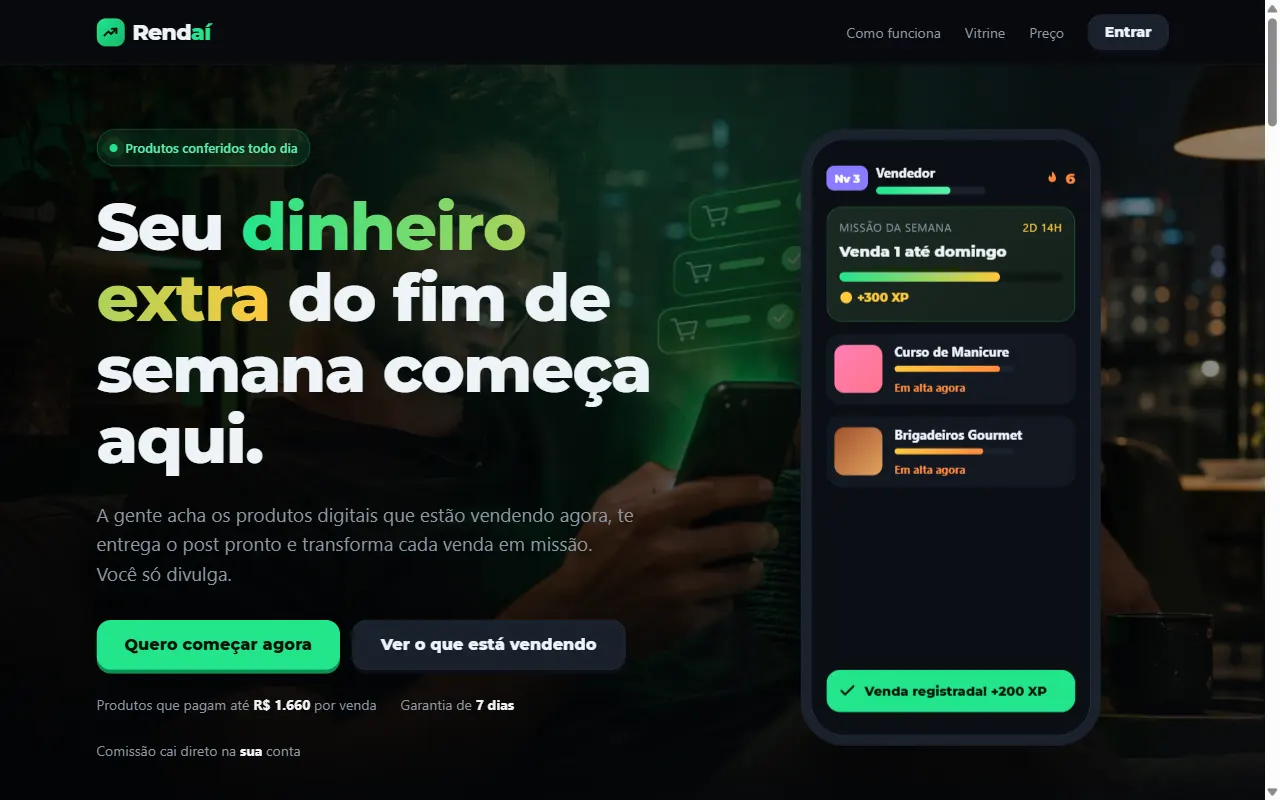 Rendaí
Como funciona
Vitrine
Preço
Entrar
Produtos conferidos todo dia
Seu dinheiro
extra do fim de
semana começa
aqui.
A gente acha os produtos digitais que estão vendendo agora, te
entrega o post pronto e transforma cada venda em missão.
Você só divulga.
Quero começar agora
Ver o que está vendendo
Produtos que pagam até R$ 1.660 por venda
Garantia de 7 dias
Comissão cai direto na sua conta
Nv 3
Vendedor
6
MISSÃO DA SEMANA
2D 14H
Venda 1 até domingo
+300 XP
Curso de Manicure
Em alta agora
Brigadeiros Gourmet
Em alta agora
Venda registrada! +200 XP